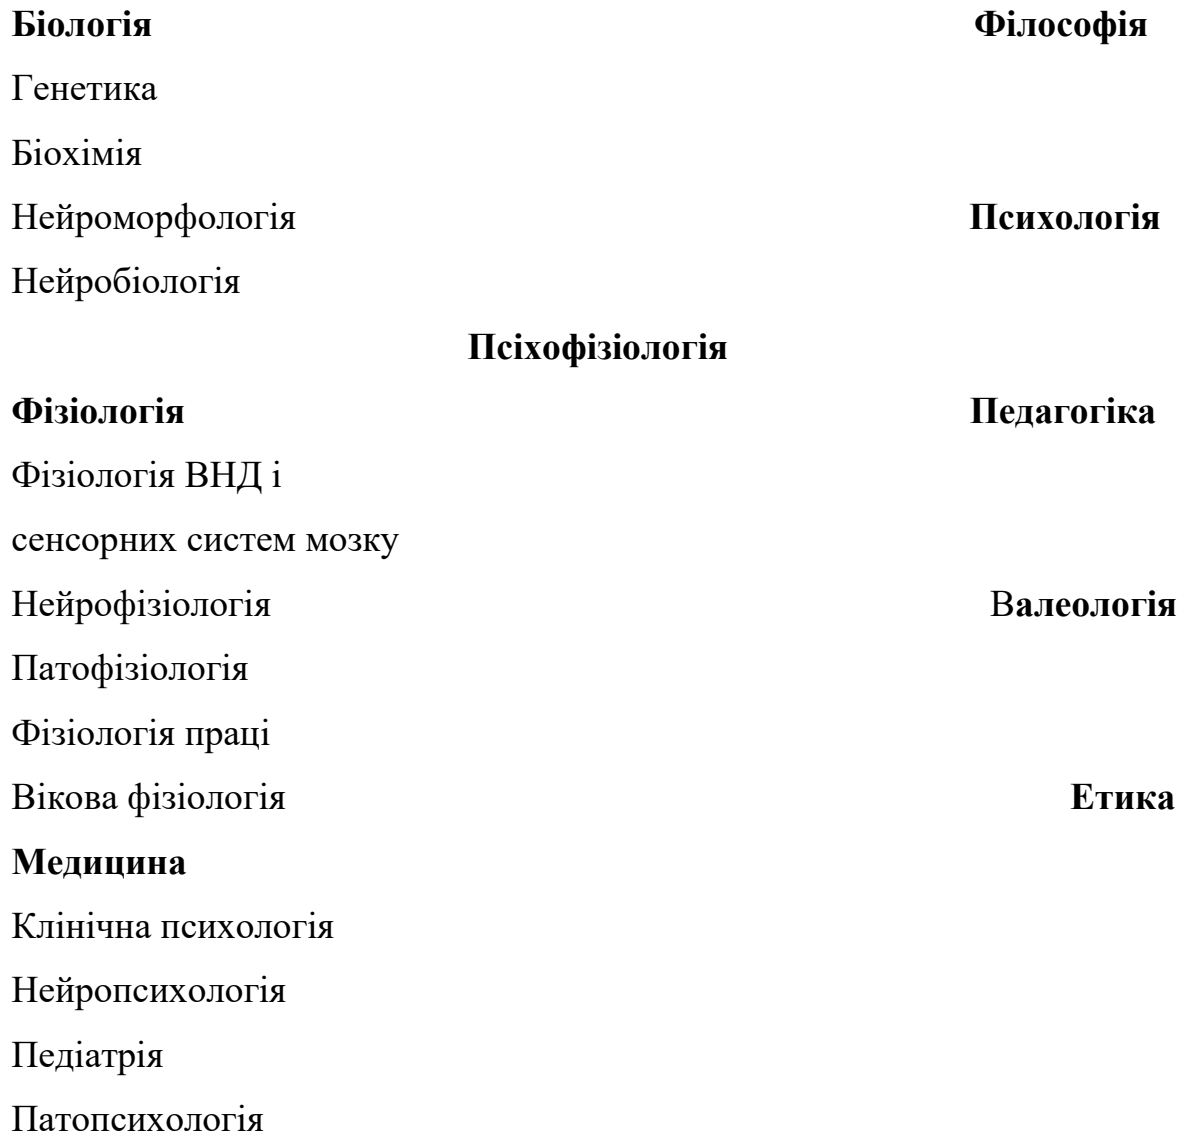 Біологія Філософія
Генетика
Біохімія
Нейроморфологія Психологія
Нейробіологія
Псіхофізіологія
Фізіологія Педагогіка
Фізіологія ВНД і
сенсорних систем мозку
Нейрофізіологія Валеологія
Патофізіологія
Фізіологія праці
Вікова фізіологія Етика
Медицина
Клінічна психологія
Нейропсихологія
Педіатрія
Патопсихологія